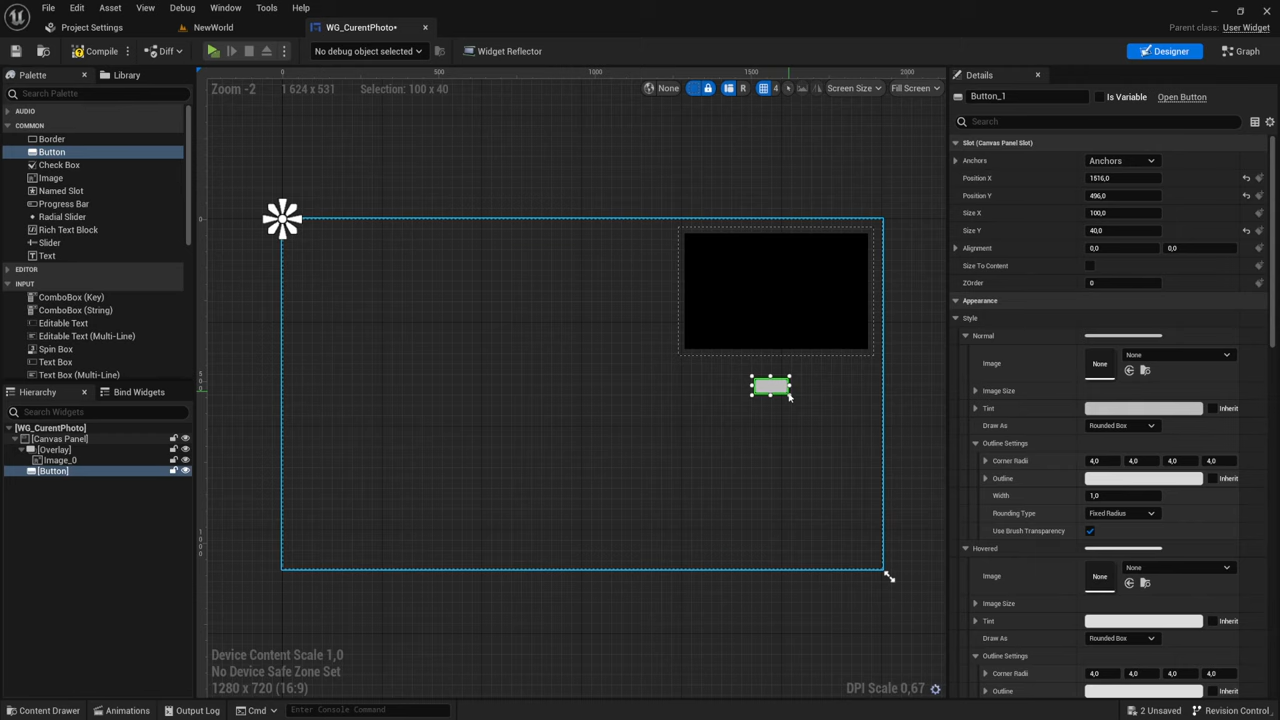 File Edit Asset View Debug Window Tools Help
Project Settings NewWorld WG_CurentPhoto* Parent class: User Widget
Compile Diff No debug object selected Widget Reflector Designer Graph
Palette Library
Search Palette
AUDIO
COMMON
Border
Button
Check Box
Image
Named Slot
Progress Bar
Radial Slider
Rich Text Block
Slider
Text
EDITOR
INPUT
ComboBox (Key)
ComboBox (String)
Editable Text
Editable Text (Multi-Line)
Spin Box
Text Box
Text Box (Multi-Line)
Hierarchy Bind Widgets
Search Widgets
[WG_CurentPhoto]
[Canvas Panel]
[Overlay]
Image_0
[Button]
0 500 1000 1500 2000
Zoom -2 1 624 x 531 Selection: 100 x 40 None R 4 Screen Size Fill Screen
0
500
1000
Device Content Scale 1,0
No Device Safe Zone Set
1280 x 720 (16:9) DPI Scale 0,67
Details
Button_1 Is Variable Open Button
Search
Slot (Canvas Panel Slot)
Anchors Anchors
Position X 1516,0
Position Y 496,0
Size X 100,0
Size Y 40,0
Alignment 0,0 0,0
Size To Content
ZOrder 0
Appearance
Style
Normal
Image None None
Image Size
Tint Inherit
Draw As Rounded Box
Outline Settings
Corner Radii 4,0 4,0 4,0 4,0
Outline Inherit
Width 1,0
Rounding Type Fixed Radius
Use Brush Transparency
Hovered
Image None None
Image Size
Tint Inherit
Draw As Rounded Box
Outline Settings
Corner Radii 4,0 4,0 4,0 4,0
Outline Inherit
Content Drawer Animations Output Log Cmd Enter Console Command 2 Unsaved Revision Control